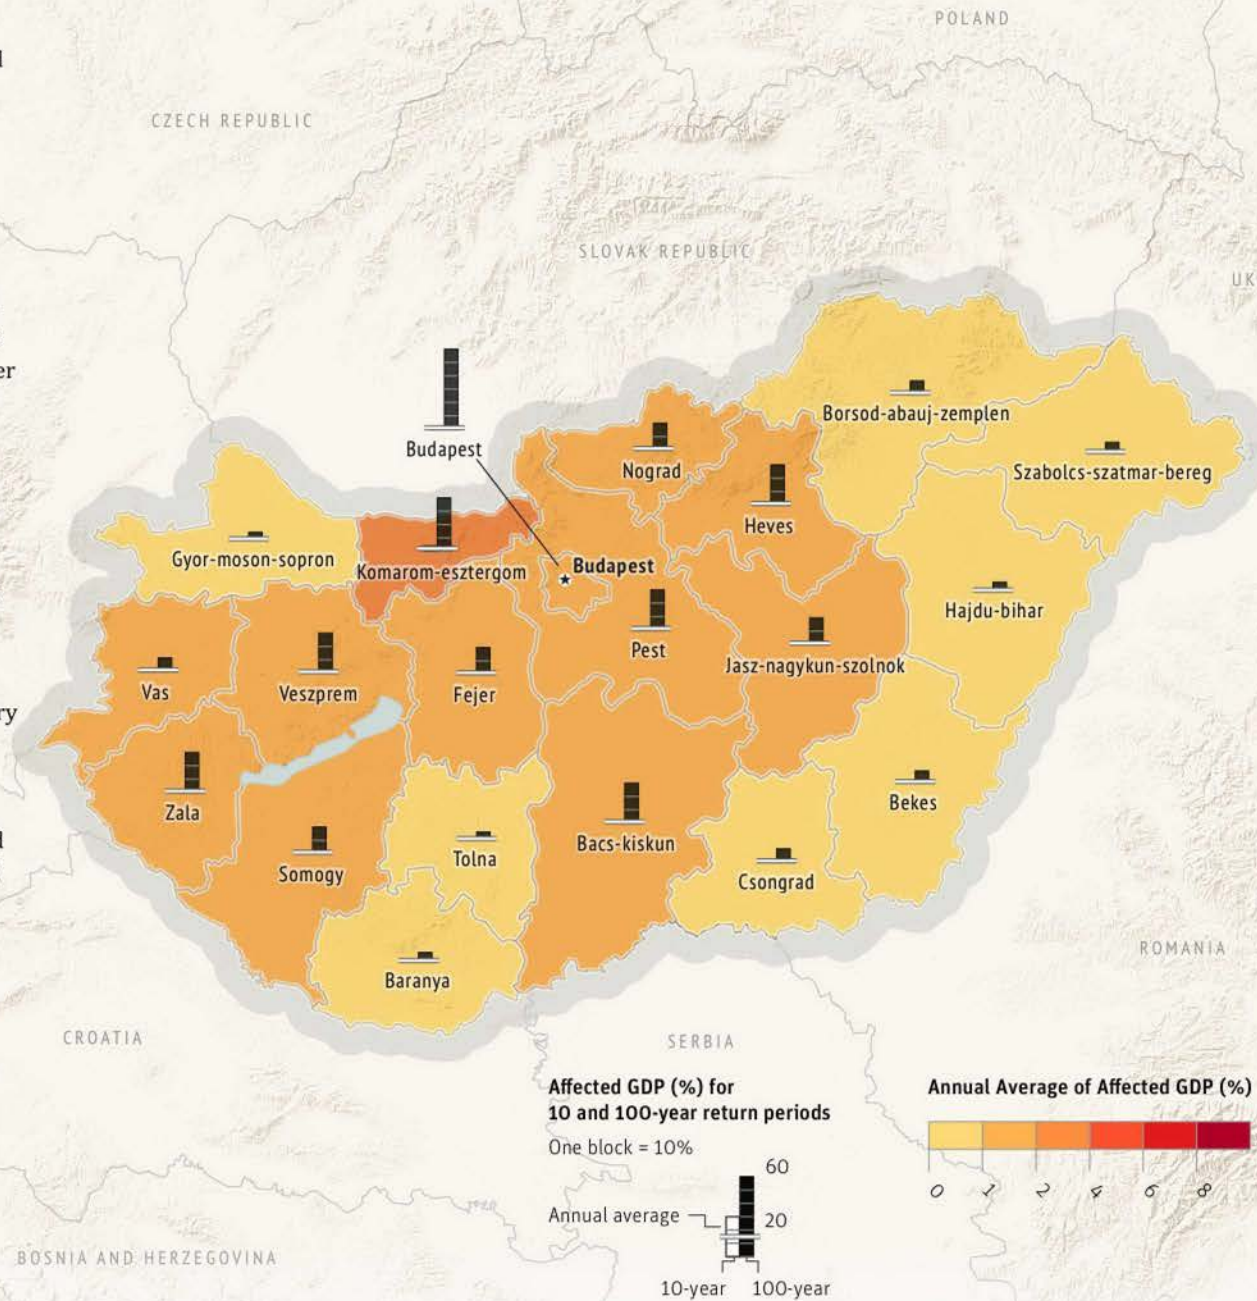 POLAND
CZECH REPUBLIC
SLOVAK REPUBLIC
UK
er
ry
Borsod-abauj-zemplen
Budapest
Nograd
Szabolcs-szatmar-bereg
Heves
Gyor-moson-sopron
Komarom-esztergom
Budapest
Hajdu-bihar
Pest
Jasz-nagykun-szolnok
Vas
Veszprem
Fejer
Zala
Bekes
Bacs-kiskun
Tolna
Somogy
Csongrad
Baranya
ROMANIA
CROATIA
SERBIA
BOSNIA AND HERZEGOVINA
Affected GDP (%) for
10 and 100-year return periods
One block = 10%
60
Annual average
20
10-year 100-year
Annual Average of Affected GDP (%)
0 1 2 4 6 8